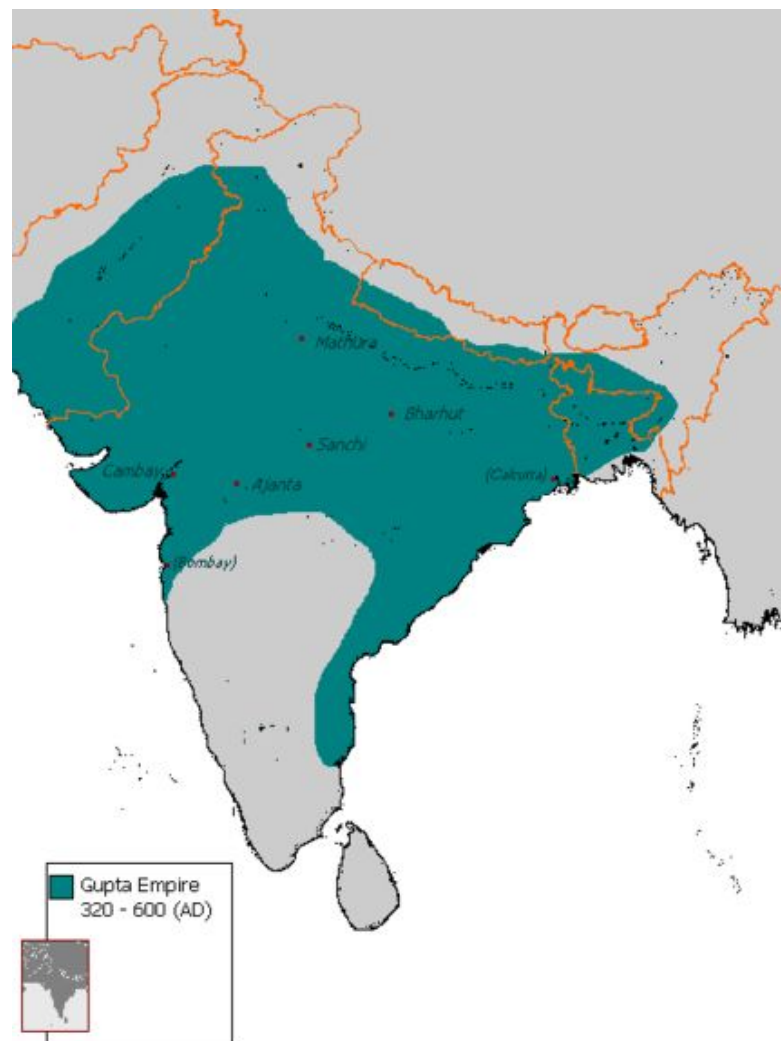 Mathura
Bharhut
Sanchi
Cambay
Ajanta
(Calcutta)
(Bombay)
Gupta Empire
320 - 600 (AD)